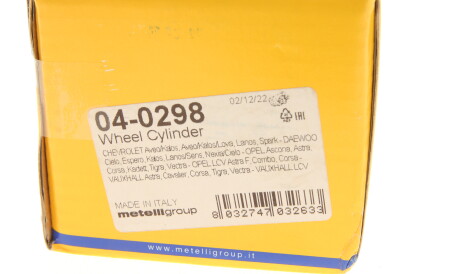 02/12/22
04-0298
Wheel Cylinder
CHEVROLET Aveo/Kalos, Aveo/Kalos/Lova, Lanos, Spark - DAEWOO
Cielo, Espero, Kalos, Lanos/Sens, Nexia/Cielo - OPEL Ascona, Astra,
Corsa, Kadett, Tigra, Vectra - OPEL LCV Astra F, Combo, Corsa -
VAUXHALL Astra, Cavalier, Corsa, Tigra, Vectra - VAUXHALL LCV
MADE IN ITALY
metelligroup
8 032747 032633
www.metelligroup.it